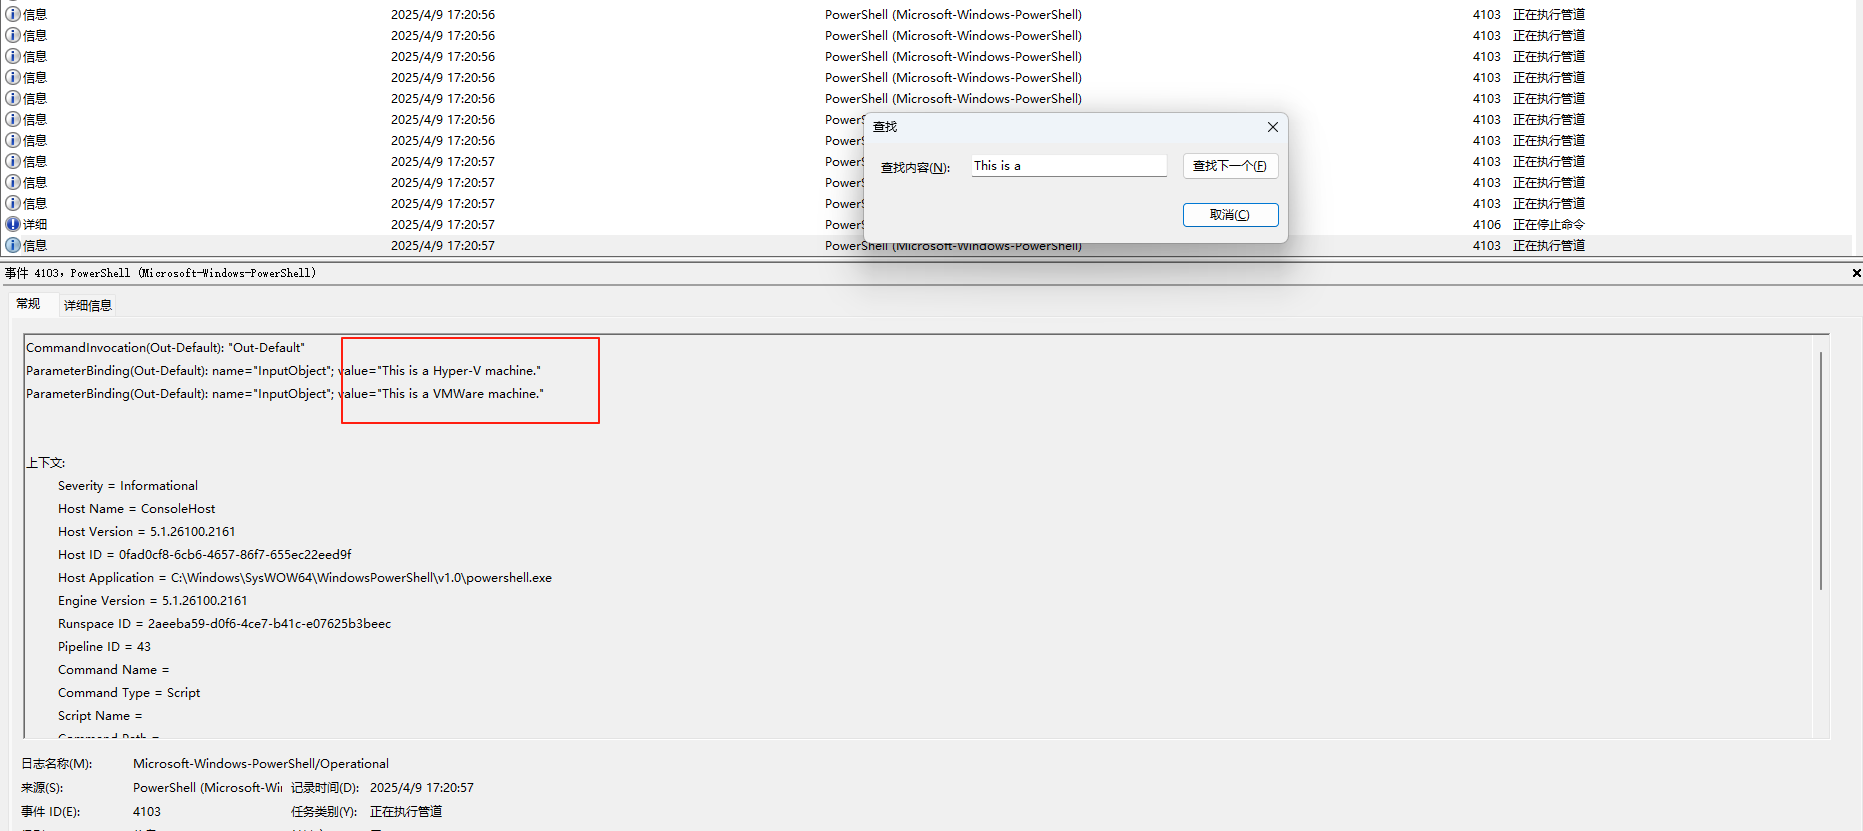 信息 2025/4/9 17:20:56 PowerShell (Microsoft-Windows-PowerShell) 4103 正在执行管道
信息 2025/4/9 17:20:56 PowerShell (Microsoft-Windows-PowerShell) 4103 正在执行管道
信息 2025/4/9 17:20:56 PowerShell (Microsoft-Windows-PowerShell) 4103 正在执行管道
信息 2025/4/9 17:20:56 PowerShell (Microsoft-Windows-PowerShell) 4103 正在执行管道
信息 2025/4/9 17:20:56 PowerShell (Microsoft-Windows-PowerShell) 4103 正在执行管道
信息 2025/4/9 17:20:56 PowerS 4103 正在执行管道
信息 2025/4/9 17:20:56 PowerS 4103 正在执行管道
信息 2025/4/9 17:20:57 PowerS 4103 正在执行管道
信息 2025/4/9 17:20:57 PowerS 4103 正在执行管道
信息 2025/4/9 17:20:57 PowerS 4103 正在执行管道
详细 2025/4/9 17:20:57 PowerS 4106 正在停止命令
信息 2025/4/9 17:20:57 PowerShell (Microsoft-Windows-PowerShell) 4103 正在执行管道
查找
查找内容(N): This is a 查找下一个(F)
取消(C)
事件 4103，PowerShell (Microsoft-Windows-PowerShell)
常规 详细信息
CommandInvocation(Out-Default): "Out-Default"
ParameterBinding(Out-Default): name="InputObject"; value="This is a Hyper-V machine."
ParameterBinding(Out-Default): name="InputObject"; value="This is a VMWare machine."
上下文:
Severity = Informational
Host Name = ConsoleHost
Host Version = 5.1.26100.2161
Host ID = 0fad0cf8-6cb6-4657-86f7-655ec22eed9f
Host Application = C:\Windows\SysWOW64\WindowsPowerShell\v1.0\powershell.exe
Engine Version = 5.1.26100.2161
Runspace ID = 2aeeba59-d0f6-4ce7-b41c-e07625b3beec
Pipeline ID = 43
Command Name =
Command Type = Script
Script Name =
Command Path =
日志名称(M): Microsoft-Windows-PowerShell/Operational
来源(S): PowerShell (Microsoft-Wi 记录时间(D): 2025/4/9 17:20:57
事件 ID(E): 4103 任务类别(Y): 正在执行管道